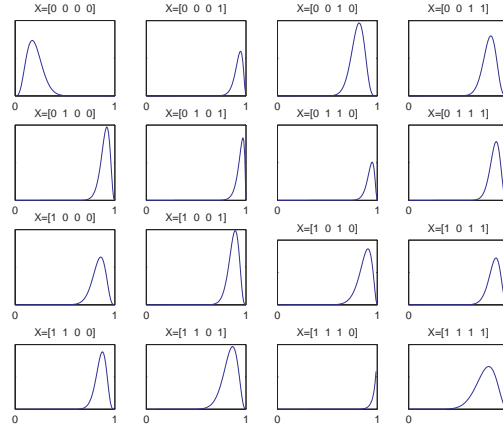 X=[0 0 0 0] X=[0 0 0 1] X=[0 0 1 0] X=[0 0 1 1]
0 1 0 1 0 1 0
X=[0 1 0 0] X=[0 1 0 1] X=[0 1 1 0] X=[0 1 1 1]
0 1 0 1 0 1 0
X=[1 0 0 0] X=[1 0 0 1] X=[1 0 1 0] X=[1 0 1 1]
0 1 0 1 0 1 0
X=[1 1 0 0] X=[1 1 0 1] X=[1 1 1 0] X=[1 1 1 1]
0 1 0 1 0 1 0